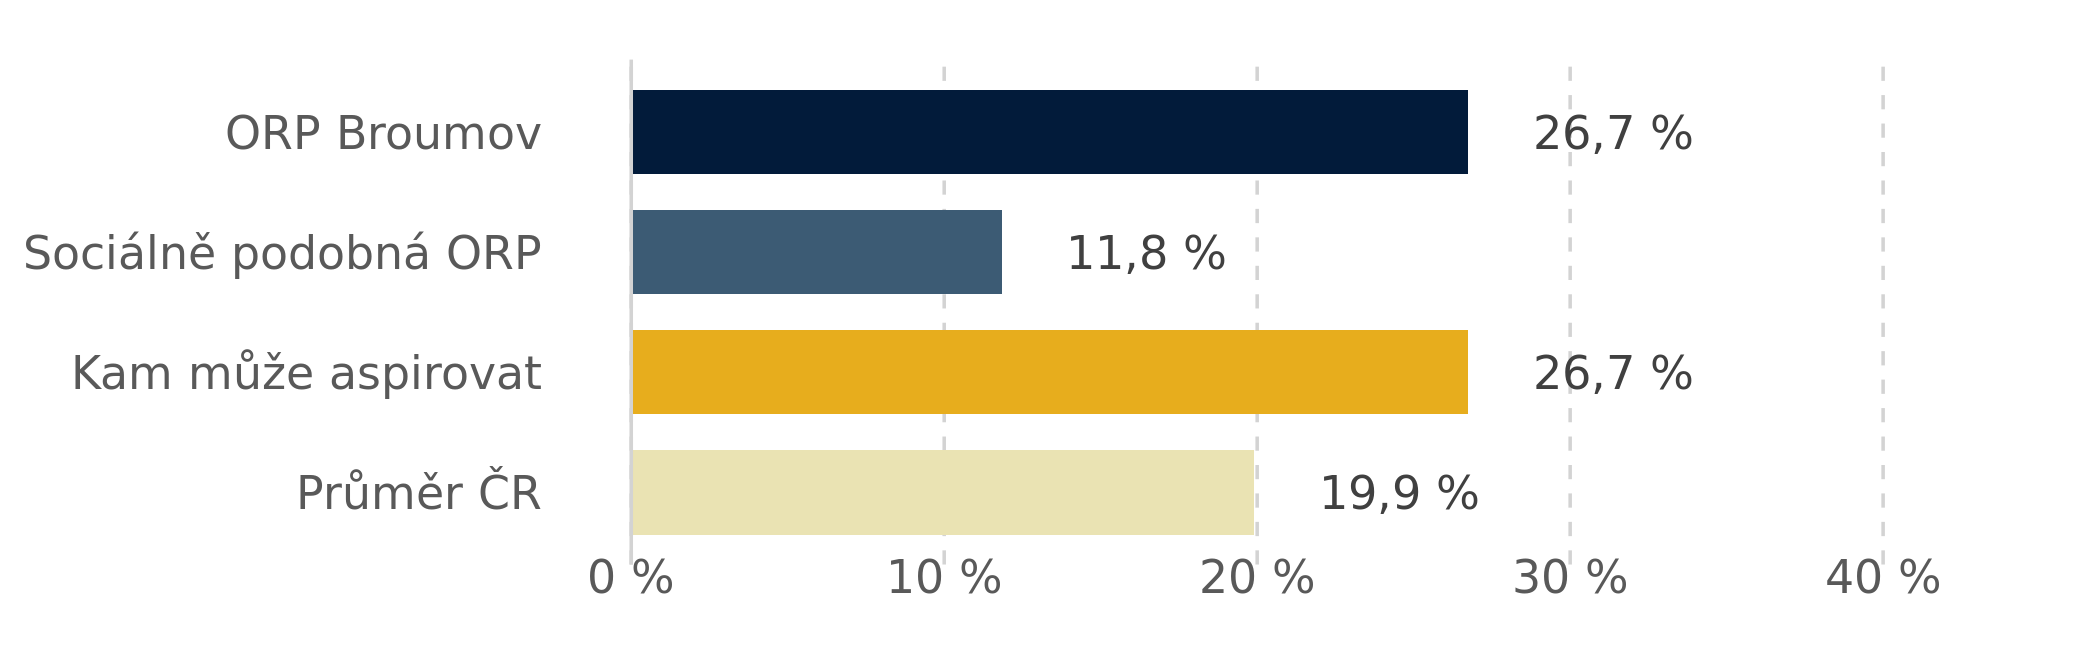 ORP Broumov 26,7 %
Sociálně podobná ORP 11,8 %
Kam může aspirovat 26,7 %
Průměr ČR 19,9 %
0 % 10 % 20 % 30 % 40 %